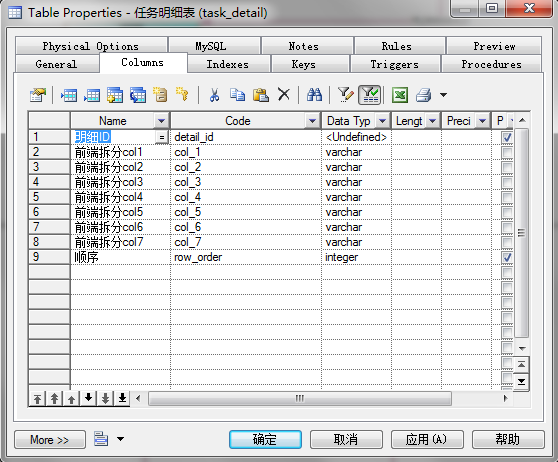 Table Properties - 任务明细表 (task_detail)
Physical Options MySQL Notes Rules Preview
General Columns Indexes Keys Triggers Procedures
Name Code Data Typ Lengt Preci P
1 明细ID = detail_id <Undefined>
2 前端拆分col1 col_1 varchar
3 前端拆分col2 col_2 varchar
4 前端拆分col3 col_3 varchar
5 前端拆分col4 col_4 varchar
6 前端拆分col5 col_5 varchar
7 前端拆分col6 col_6 varchar
8 前端拆分col7 col_7 varchar
9 顺序 row_order integer
More >> 确定 取消 应用(A) 帮助